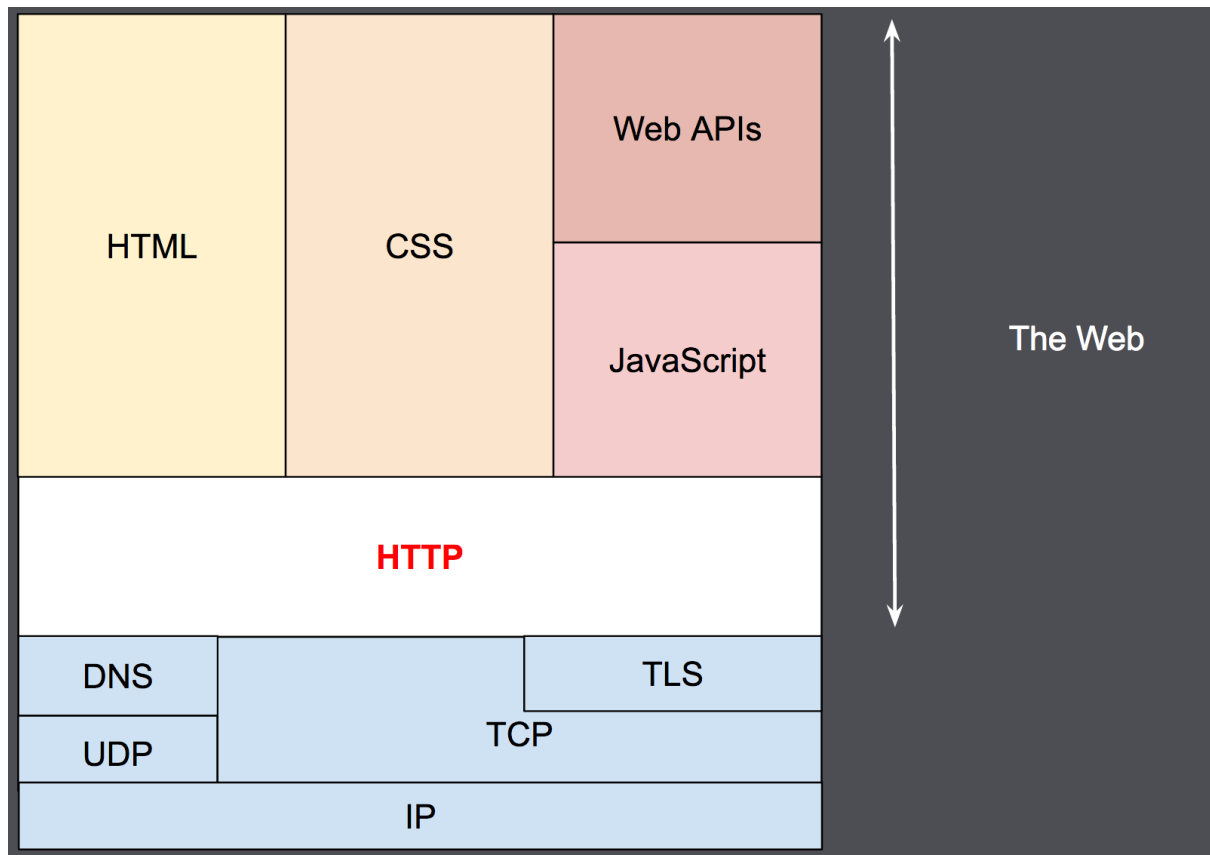 Web APIs
HTML
CSS
The Web
JavaScript
HTTP
DNS
TLS
TCP
UDP
IP